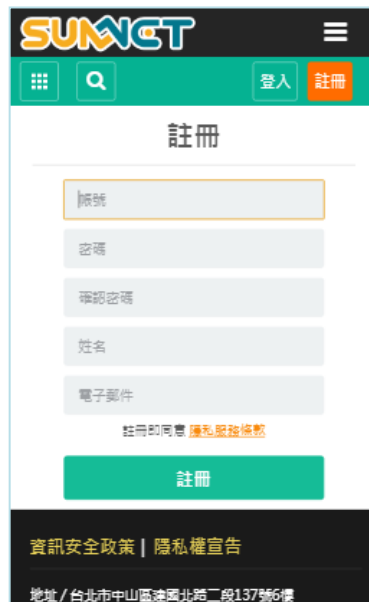 SUNNET
登入 註冊
註冊
帳號
密碼
確認密碼
姓名
電子郵件
註冊即同意 隱私服務條款
註冊
資訊安全政策 | 隱私權宣告
地址 / 台北市中山區建國北路二段137號6樓